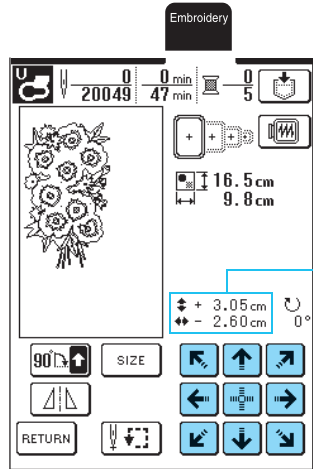 Embroidery
U 0 0 min 0
20049 47 min 5
16.5cm
9.8cm
+ 3.05cm
- 2.60cm 0°
90° SIZE
RETURN